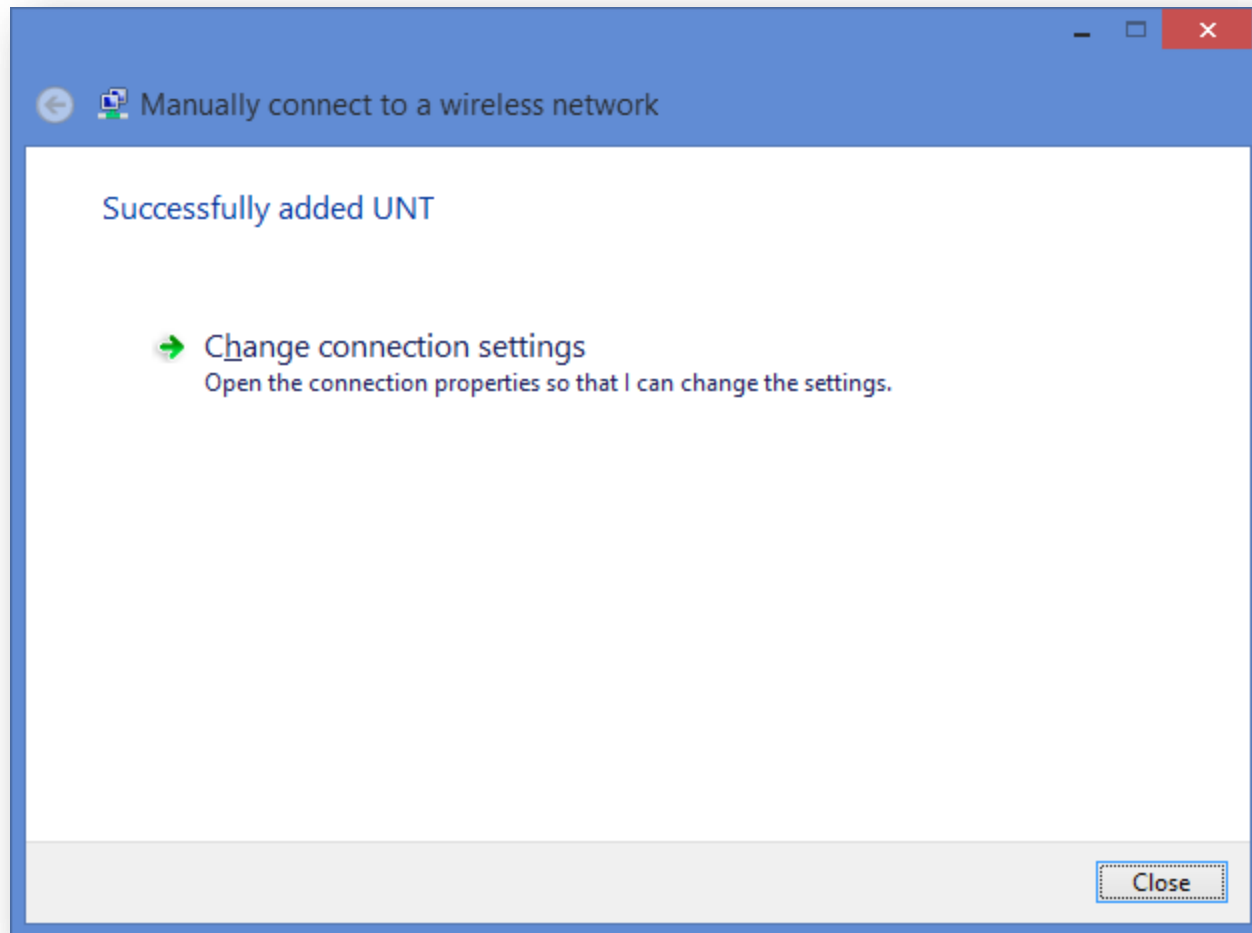 Manually connect to a wireless network
Successfully added UNT
Change connection settings
Open the connection properties so that I can change the settings.
Close